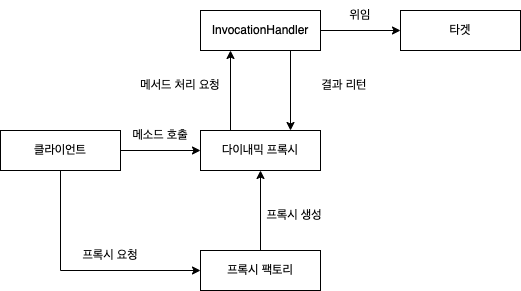 위임
InvocationHandler
타겟
메서드 처리 요청
결과 리턴
메소드 호출
클라이언트
다이내믹 프록시
프록시 생성
프록시 요청
프록시 팩토리